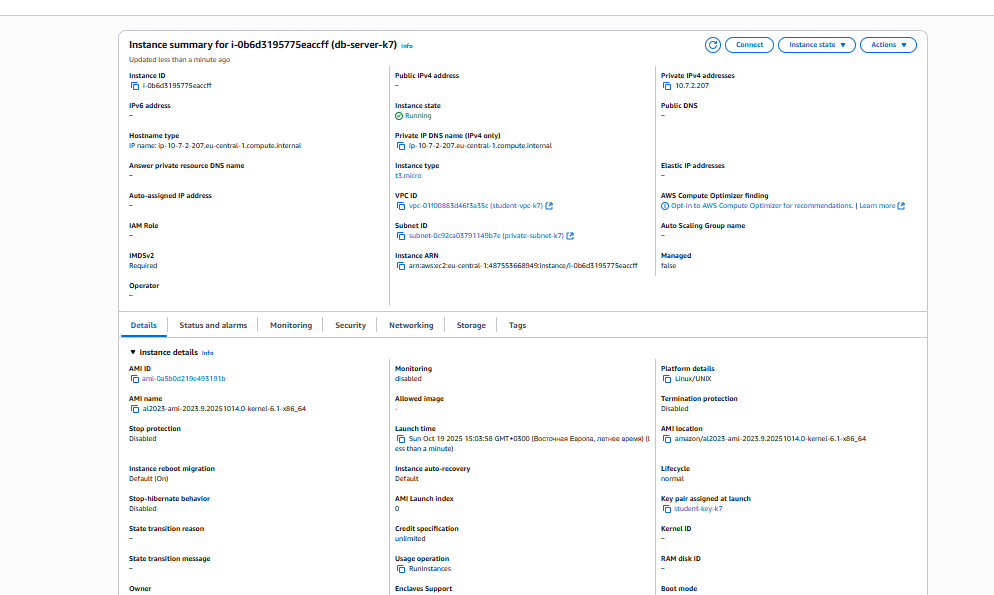 Instance summary for i-0b6d3195775eaccff (db-server-k7) Info
Connect
Instance state
Actions
Updated less than a minute ago
Instance ID
i-0b6d3195775eaccff
Public IPv4 address
–
Private IPv4 addresses
10.7.2.207
IPv6 address
–
Instance state
Running
Public DNS
–
Hostname type
IP name: ip-10-7-2-207.eu-central-1.compute.internal
Private IP DNS name (IPv4 only)
ip-10-7-2-207.eu-central-1.compute.internal
Answer private resource DNS name
–
Instance type
t3.micro
Elastic IP addresses
–
Auto-assigned IP address
–
VPC ID
vpc-01f00883d46f3a35c (student-vpc-k7)
AWS Compute Optimizer finding
Opt-in to AWS Compute Optimizer for recommendations. | Learn more
IAM Role
–
Subnet ID
subnet-0c92ca03791149b7e (private-subnet-k7)
Auto Scaling Group name
–
IMDSv2
Required
Instance ARN
arn:aws:ec2:eu-central-1:487553668949:instance/i-0b6d3195775eaccff
Managed
false
Operator
–
Details
Status and alarms
Monitoring
Security
Networking
Storage
Tags
Instance details Info
AMI ID
ami-0a5b0d219e493191b
Monitoring
disabled
Platform details
Linux/UNIX
AMI name
al2023-ami-2023.9.20251014.0-kernel-6.1-x86_64
Allowed image
-
Termination protection
Disabled
Stop protection
Disabled
Launch time
Sun Oct 19 2025 15:03:58 GMT+0300 (Восточная Европа, летнее время) (l
ess than a minute)
AMI location
amazon/al2023-ami-2023.9.20251014.0-kernel-6.1-x86_64
Instance reboot migration
Default (On)
Instance auto-recovery
Default
Lifecycle
normal
Stop-hibernate behavior
Disabled
AMI Launch index
0
Key pair assigned at launch
student-key-k7
State transition reason
–
Credit specification
unlimited
Kernel ID
–
State transition message
–
Usage operation
RunInstances
RAM disk ID
–
Owner
Enclaves Support
Boot mode